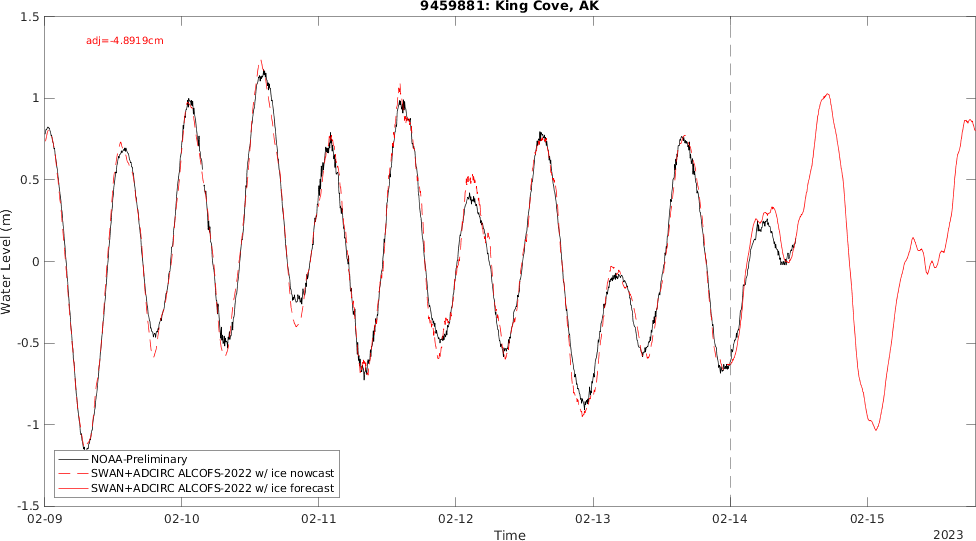 9459881: King Cove, AK
adj=-4.8919cm
1.5
1
0.5
0
-0.5
-1
-1.5
Water Level (m)
NOAA-Preliminary
SWAN+ADCIRC ALCOFS-2022 w/ ice nowcast
SWAN+ADCIRC ALCOFS-2022 w/ ice forecast
02-09 02-10 02-11 02-12 02-13 02-14 02-15
Time
2023